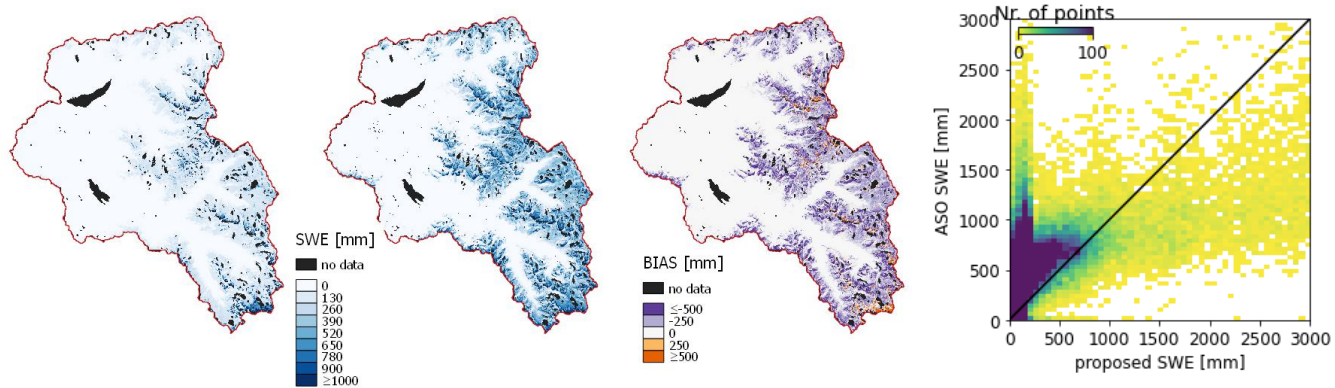 SWE [mm]
no data
0
130
260
390
520
650
780
900
≥1000
BIAS [mm]
no data
≤-500
-250
0
250
≥500
Nr. of points
0 100
3000
2500
2000
1500
1000
500
0
ASO SWE [mm]
0 500 1000 1500 2000 2500 3000
proposed SWE [mm]